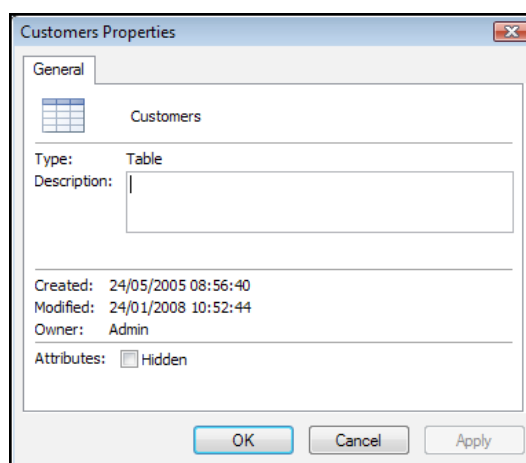 Customers Properties
General
Customers
Type: Table
Description:
Created: 24/05/2005 08:56:40
Modified: 24/01/2008 10:52:44
Owner: Admin
Attributes: Hidden
OK Cancel Apply